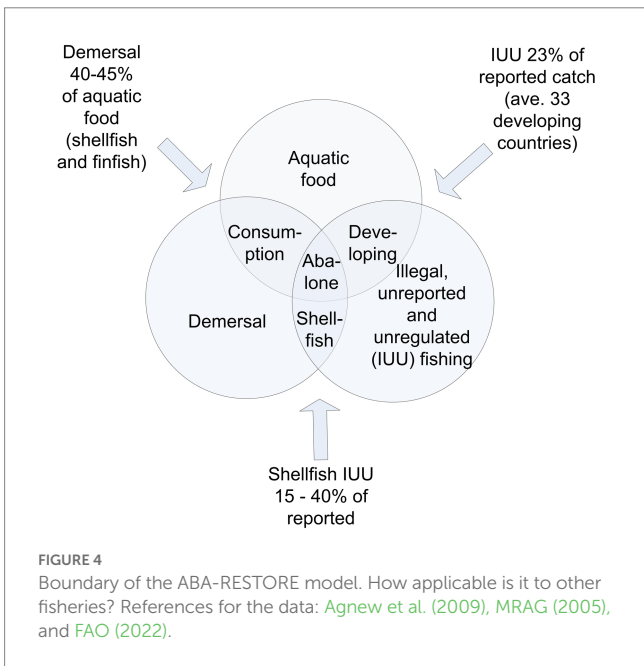 Demersal
40-45%
of aquatic
food
(shellfish
and finfish)
IUU 23% of
reported catch
(ave. 33
developing
countries)
Aquatic
food
Consum-
ption
Deve-
loping
Aba-
lone
Demersal
Shell-
fish
Illegal,
unreported
and
unregulated
(IUU) fishing
Shellfish IUU
15 - 40% of
reported
FIGURE 4
Boundary of the ABA-RESTORE model. How applicable is it to other
fisheries? References for the data: Agnew et al. (2009), MRAG (2005),
and FAO (2022).